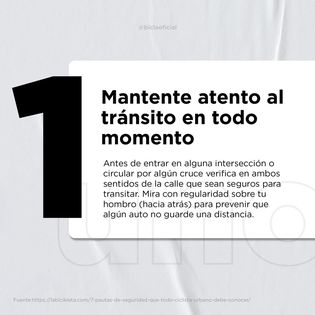 @bicibeoficial
1
Mantente atento al
tránsito en todo
momento
Antes de entrar en alguna intersección o
circular por algún cruce verifica en ambos
sentidos de la calle que sean seguros para
transitar. Mira con regularidad sobre tu
hombro (hacia atrás) para prevenir que
algún auto no guarde una distancia.
uno
Fuente:https://labicikleta.com/7-pautas-de-seguridad-que-todo-ciclista-urbano-debe-conocer/